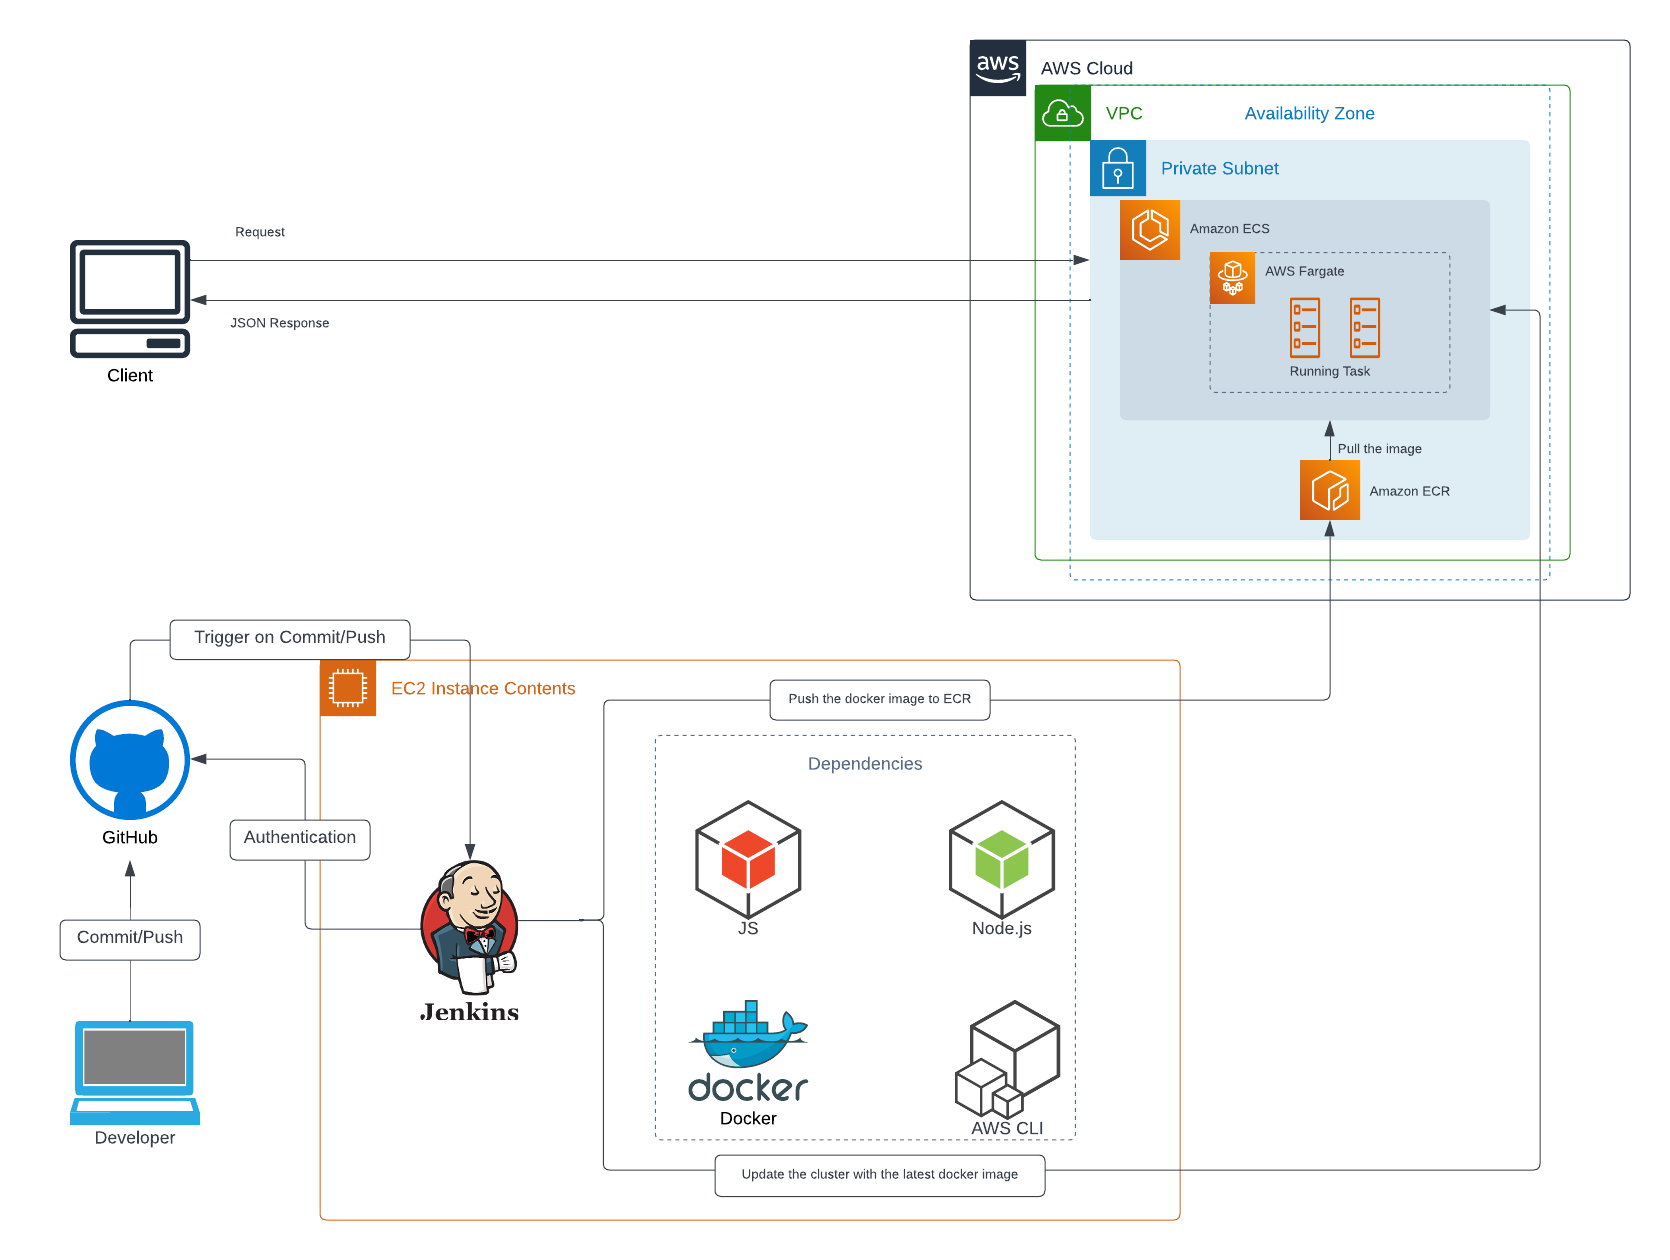 aws
AWS Cloud
VPC
Availability Zone
Private Subnet
Amazon ECS
AWS Fargate
Running Task
Pull the image
Amazon ECR
Request
JSON Response
Client
Trigger on Commit/Push
EC2 Instance Contents
Push the docker image to ECR
Dependencies
GitHub
Authentication
JS
Node.js
Commit/Push
Jenkins
docker
Docker
AWS CLI
Developer
Update the cluster with the latest docker image